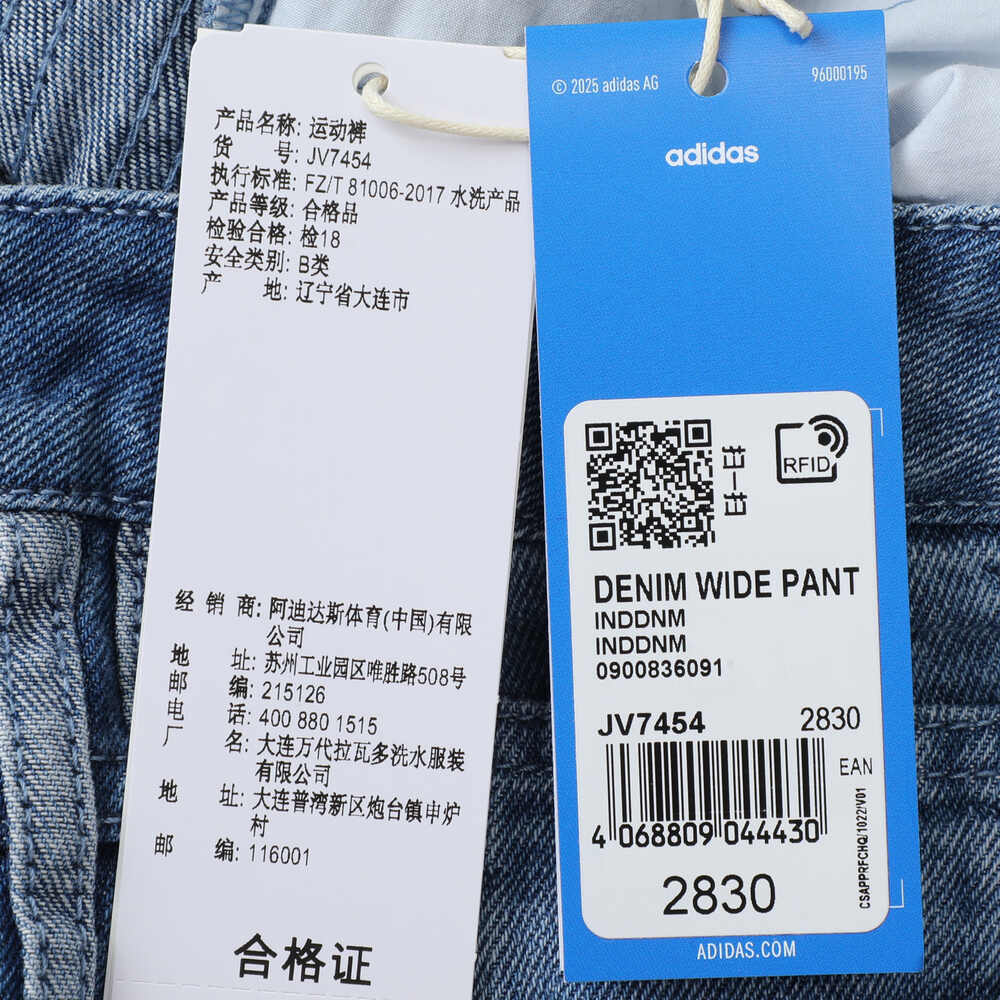 产品名称: 运动裤
货 号: JV7454
执行标准: FZ/T 81006-2017 水洗产品
产品等级: 合格品
检验合格: 检18
安全类别: B类
产 地: 辽宁省大连市
经 销 商: 阿迪达斯体育(中国)有限
公司
地 址: 苏州工业园区唯胜路508号
邮 编: 215126
电 话: 400 880 1515
厂 名: 大连万代拉瓦多洗水服装
有限公司
地 址: 大连普湾新区炮台镇申炉
村
邮 编: 116001
合格证
© 2025 adidas AG
96000195
adidas
扫一扫
RFID
DENIM WIDE PANT
INDDNM
INDDNM
0900836091
JV7454 2830
EAN
4 068809 044430
CSAPPRFCHQ/1022/V01
2830
ADIDAS.COM